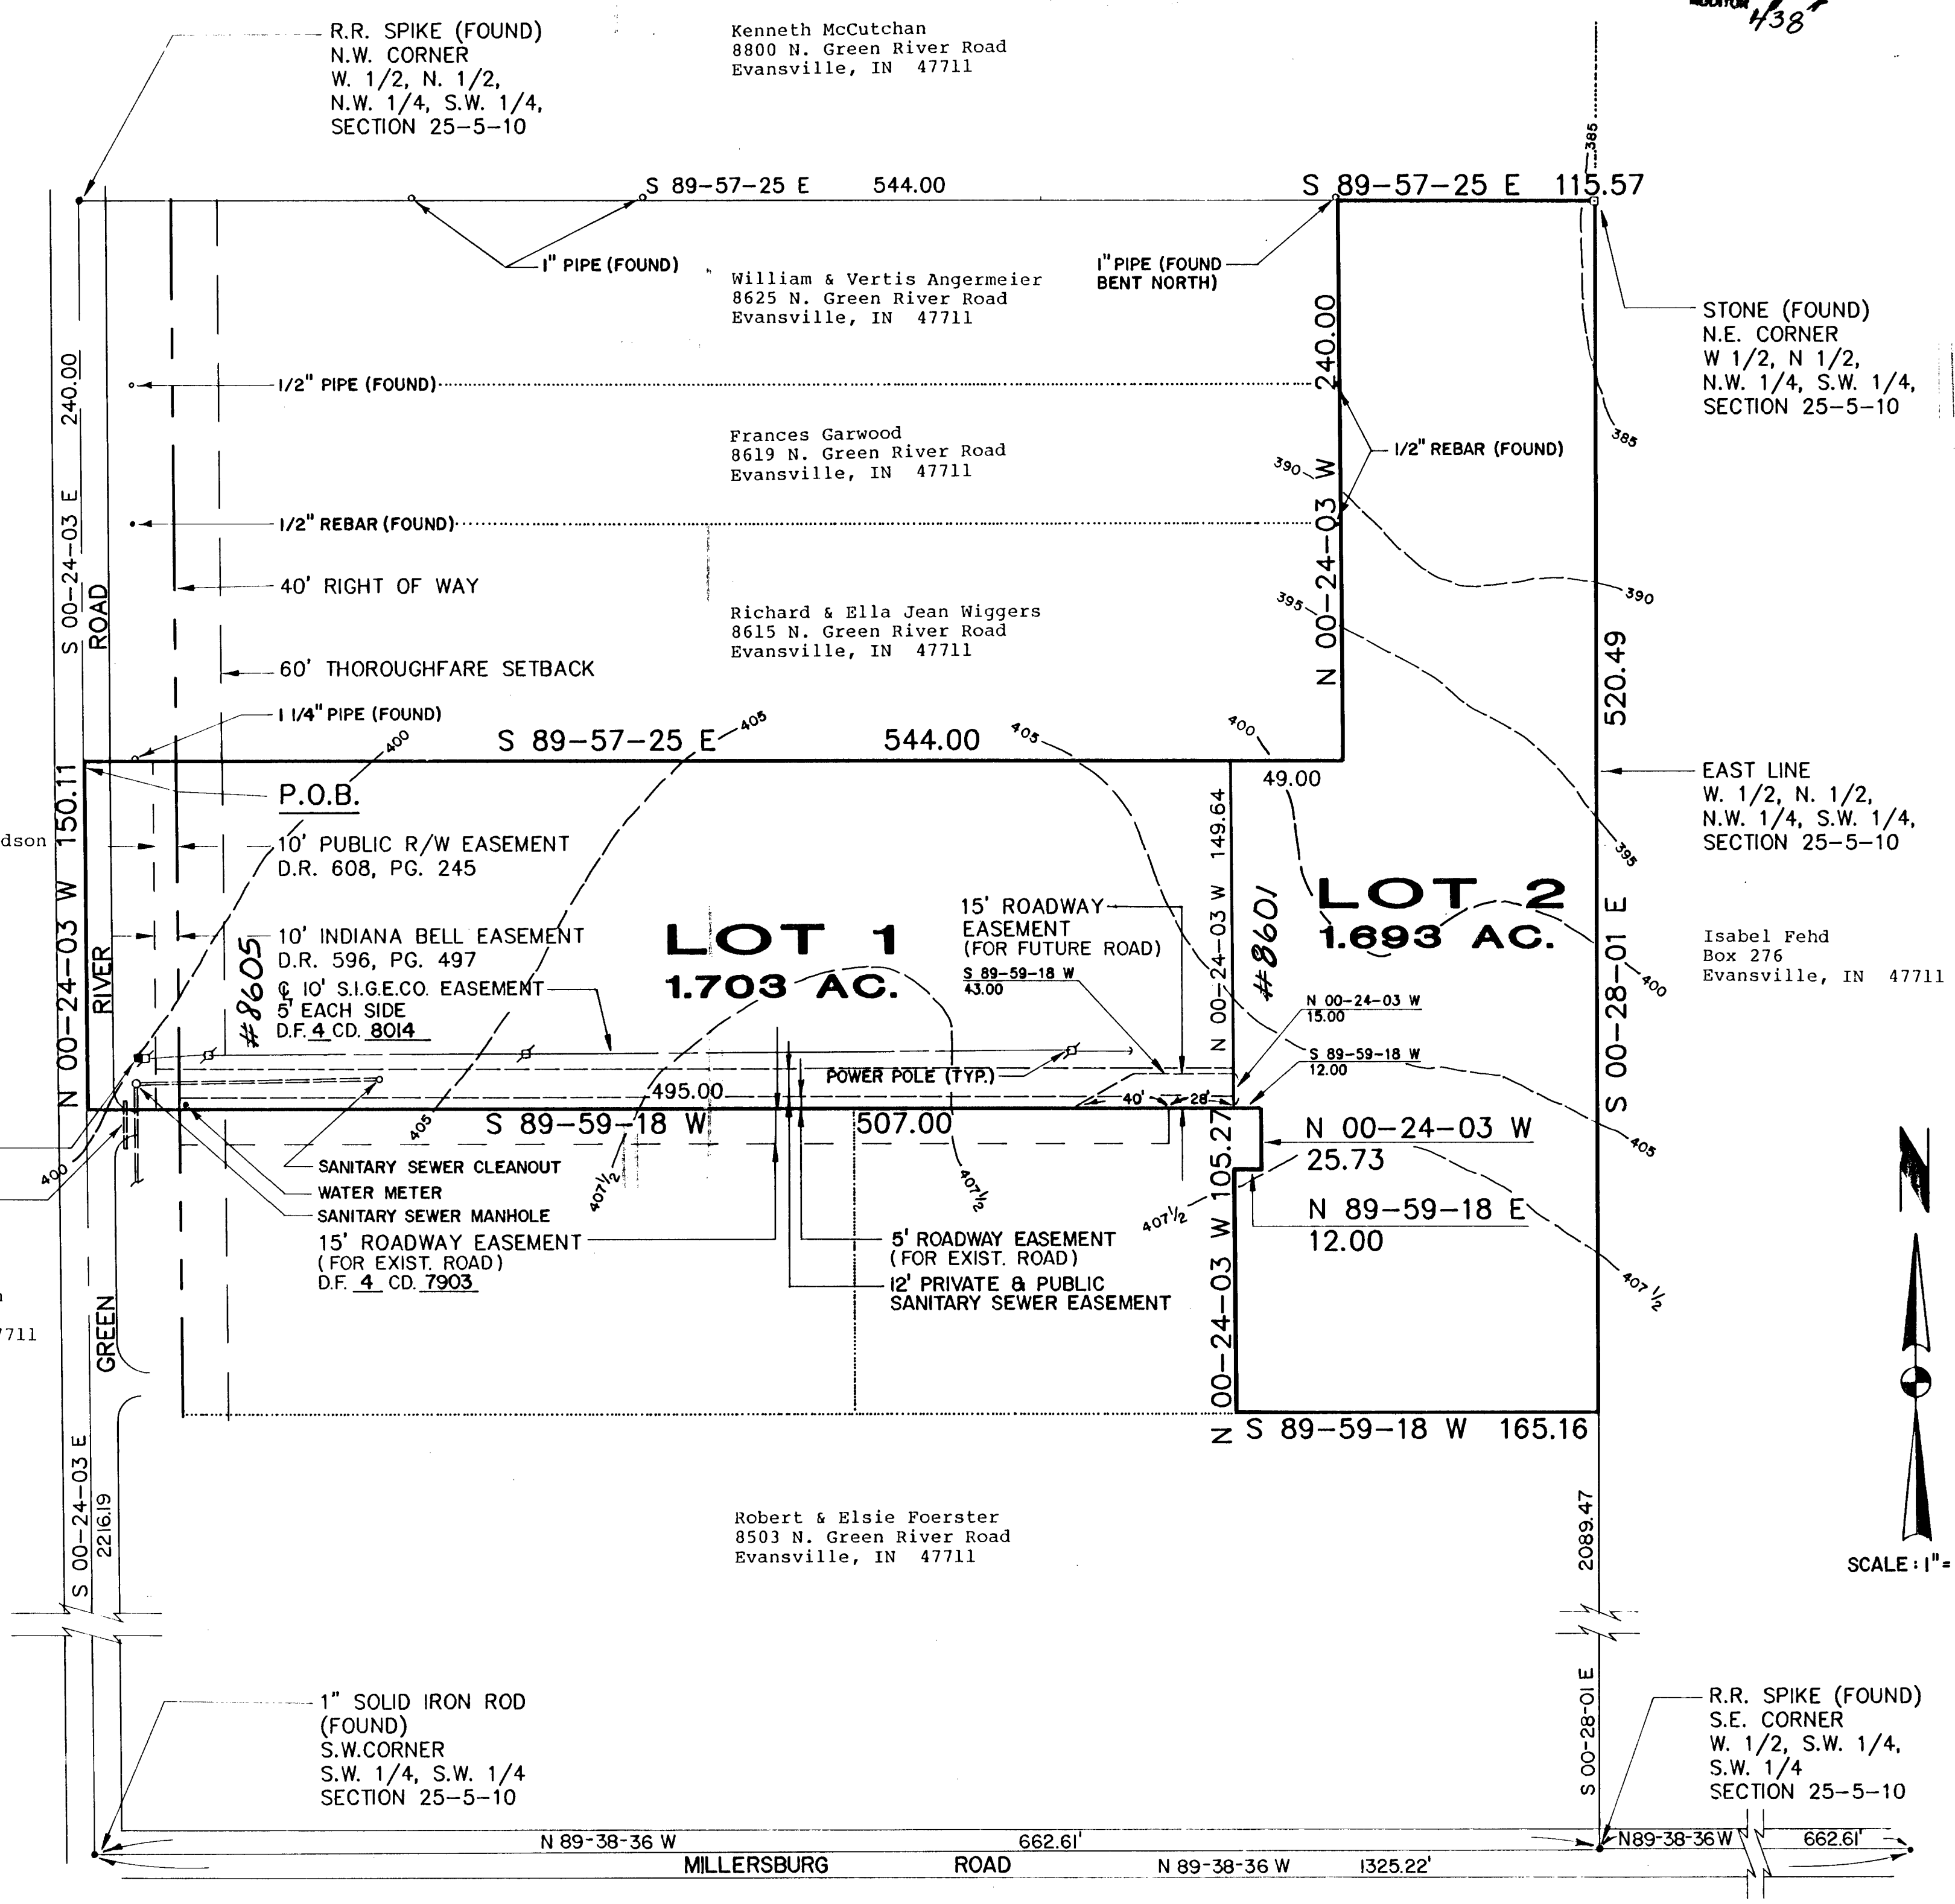 AUDITOR
438
R.R. SPIKE (FOUND)
N.W. CORNER
W. 1/2, N. 1/2,
N.W. 1/4, S.W. 1/4,
SECTION 25-5-10
Kenneth McCutchan
8800 N. Green River Road
Evansville, IN 47711
385
S 89-57-25 E 544.00
S 89-57-25 E 115.57
1" PIPE (FOUND)
William & Vertis Angermeier
8625 N. Green River Road
Evansville, IN 47711
1" PIPE (FOUND
BENT NORTH)
STONE (FOUND)
N.E. CORNER
W 1/2, N 1/2,
N.W. 1/4, S.W. 1/4,
SECTION 25-5-10
S 00-24-03 E 240.00
N 00-24-03 W 240.00
1/2" PIPE (FOUND)
385
Frances Garwood
8619 N. Green River Road
Evansville, IN 47711
1/2" REBAR (FOUND)
390
1/2" REBAR (FOUND)
40' RIGHT OF WAY
390
395
Richard & Ella Jean Wiggers
8615 N. Green River Road
Evansville, IN 47711
60' THOROUGHFARE SETBACK
1 1/4" PIPE (FOUND)
400
S 89-57-25 E 544.00
405
405
400
49.00
S 00-28-01 E 520.49
EAST LINE
W. 1/2, N. 1/2,
N.W. 1/4, S.W. 1/4,
SECTION 25-5-10
395
P.O.B.
N 00-24-03 W 150.11
dson
10' PUBLIC R/W EASEMENT
D.R. 608, PG. 245
10' INDIANA BELL EASEMENT
D.R. 596, PG. 497
℄ 10' S.I.G.E.CO. EASEMENT
5' EACH SIDE
D.F. 4 CD. 8014
#8605
LOT 1
1.703 AC.
15' ROADWAY
EASEMENT
(FOR FUTURE ROAD)
S 89-59-18 W
43.00
N 00-24-03 W 149.64
#8601
LOT 2
1.693 AC.
Isabel Fehd
Box 276
Evansville, IN 47711
400
N 00-24-03 W
15.00
S 89-59-18 W
12.00
POWER POLE (TYP.)
495.00
40'
28'
405
S 89-59-18 W 507.00
N 00-24-03 W
25.73
405
400
SANITARY SEWER CLEANOUT
WATER METER
SANITARY SEWER MANHOLE
407 1/2
407 1/2
407 1/2
N 89-59-18 E
12.00
15' ROADWAY EASEMENT
(FOR EXIST. ROAD)
D.F. 4 CD. 7903
5' ROADWAY EASEMENT
(FOR EXIST. ROAD)
12' PRIVATE & PUBLIC
SANITARY SEWER EASEMENT
407 1/2
7711
GREEN RIVER ROAD
N 00-24-03 W 105.27
S 89-59-18 W 165.16
N
S 00-24-03 E
2216.19
Robert & Elsie Foerster
8503 N. Green River Road
Evansville, IN 47711
2089.47
S 00-28-01 E
SCALE: 1"=
1" SOLID IRON ROD
(FOUND)
S.W. CORNER
S.W. 1/4, S.W. 1/4
SECTION 25-5-10
R.R. SPIKE (FOUND)
S.E. CORNER
W. 1/2, S.W. 1/4,
S.W. 1/4
SECTION 25-5-10
N 89-38-36 W 662.61'
N 89-38-36 W 662.61'
MILLERSBURG ROAD N 89-38-36 W 1325.22'